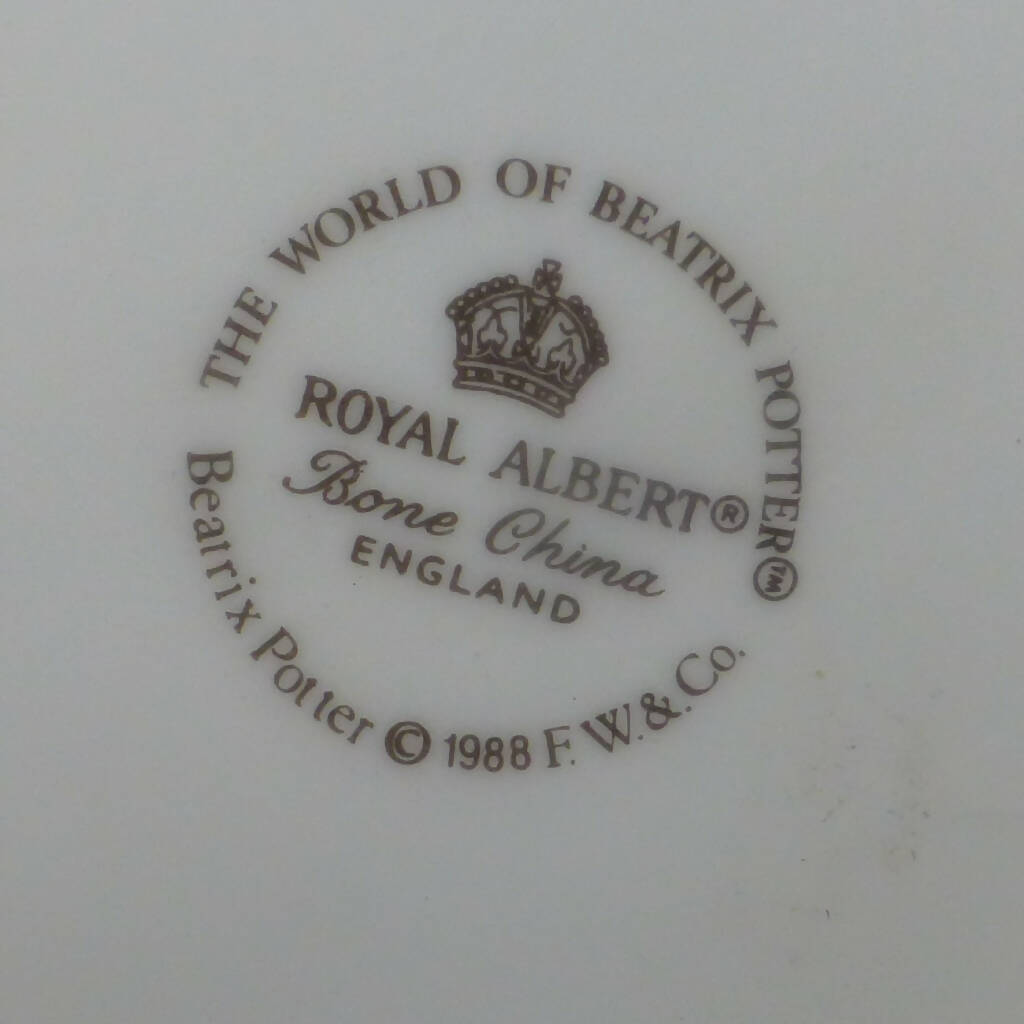 THE WORLD OF BEATRIX POTTER™
ROYAL ALBERT®
Bone China
ENGLAND
Beatrix Potter © 1988 F. W. & Co.